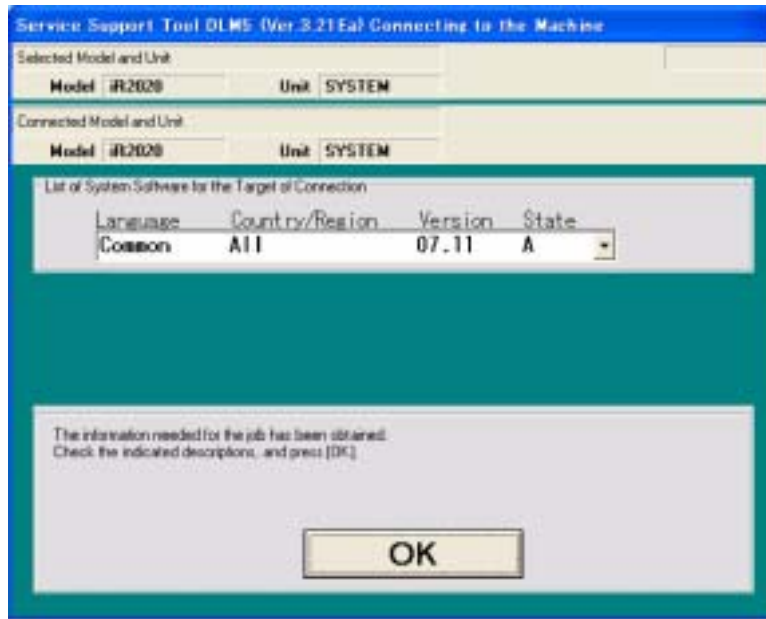 Service Support Tool DLM5 (Ver.3.21Ea) Connecting to the Machine
Selected Model and Unit
Model iR2020 Unit SYSTEM
Connected Model and Unit
Model iR2020 Unit SYSTEM
List of System Software for the Target of Connection
Language Country/Region Version State
Common All 07.11 A
The information needed for the job has been obtained.
Check the indicated descriptions, and press [OK].
OK